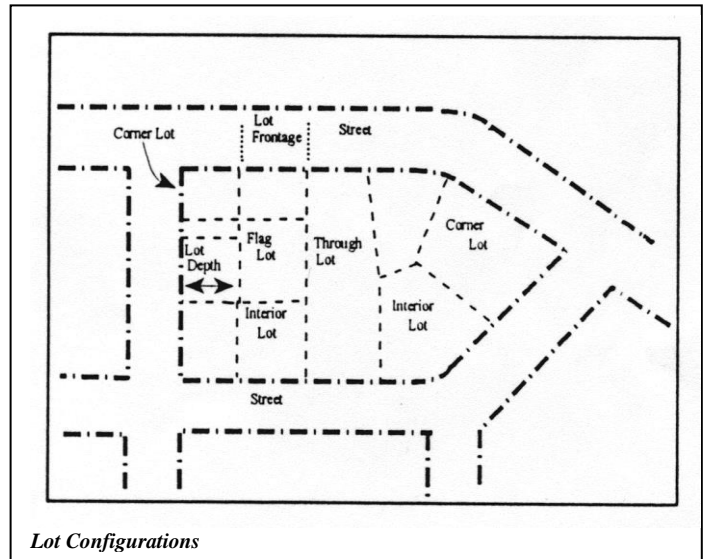 Lot
Frontage
Street
Corner Lot
Corner
Lot
Flag
Lot
Through
Lot
Lot
Depth
Interior
Lot
Interior
Lot
Street
Lot Configurations